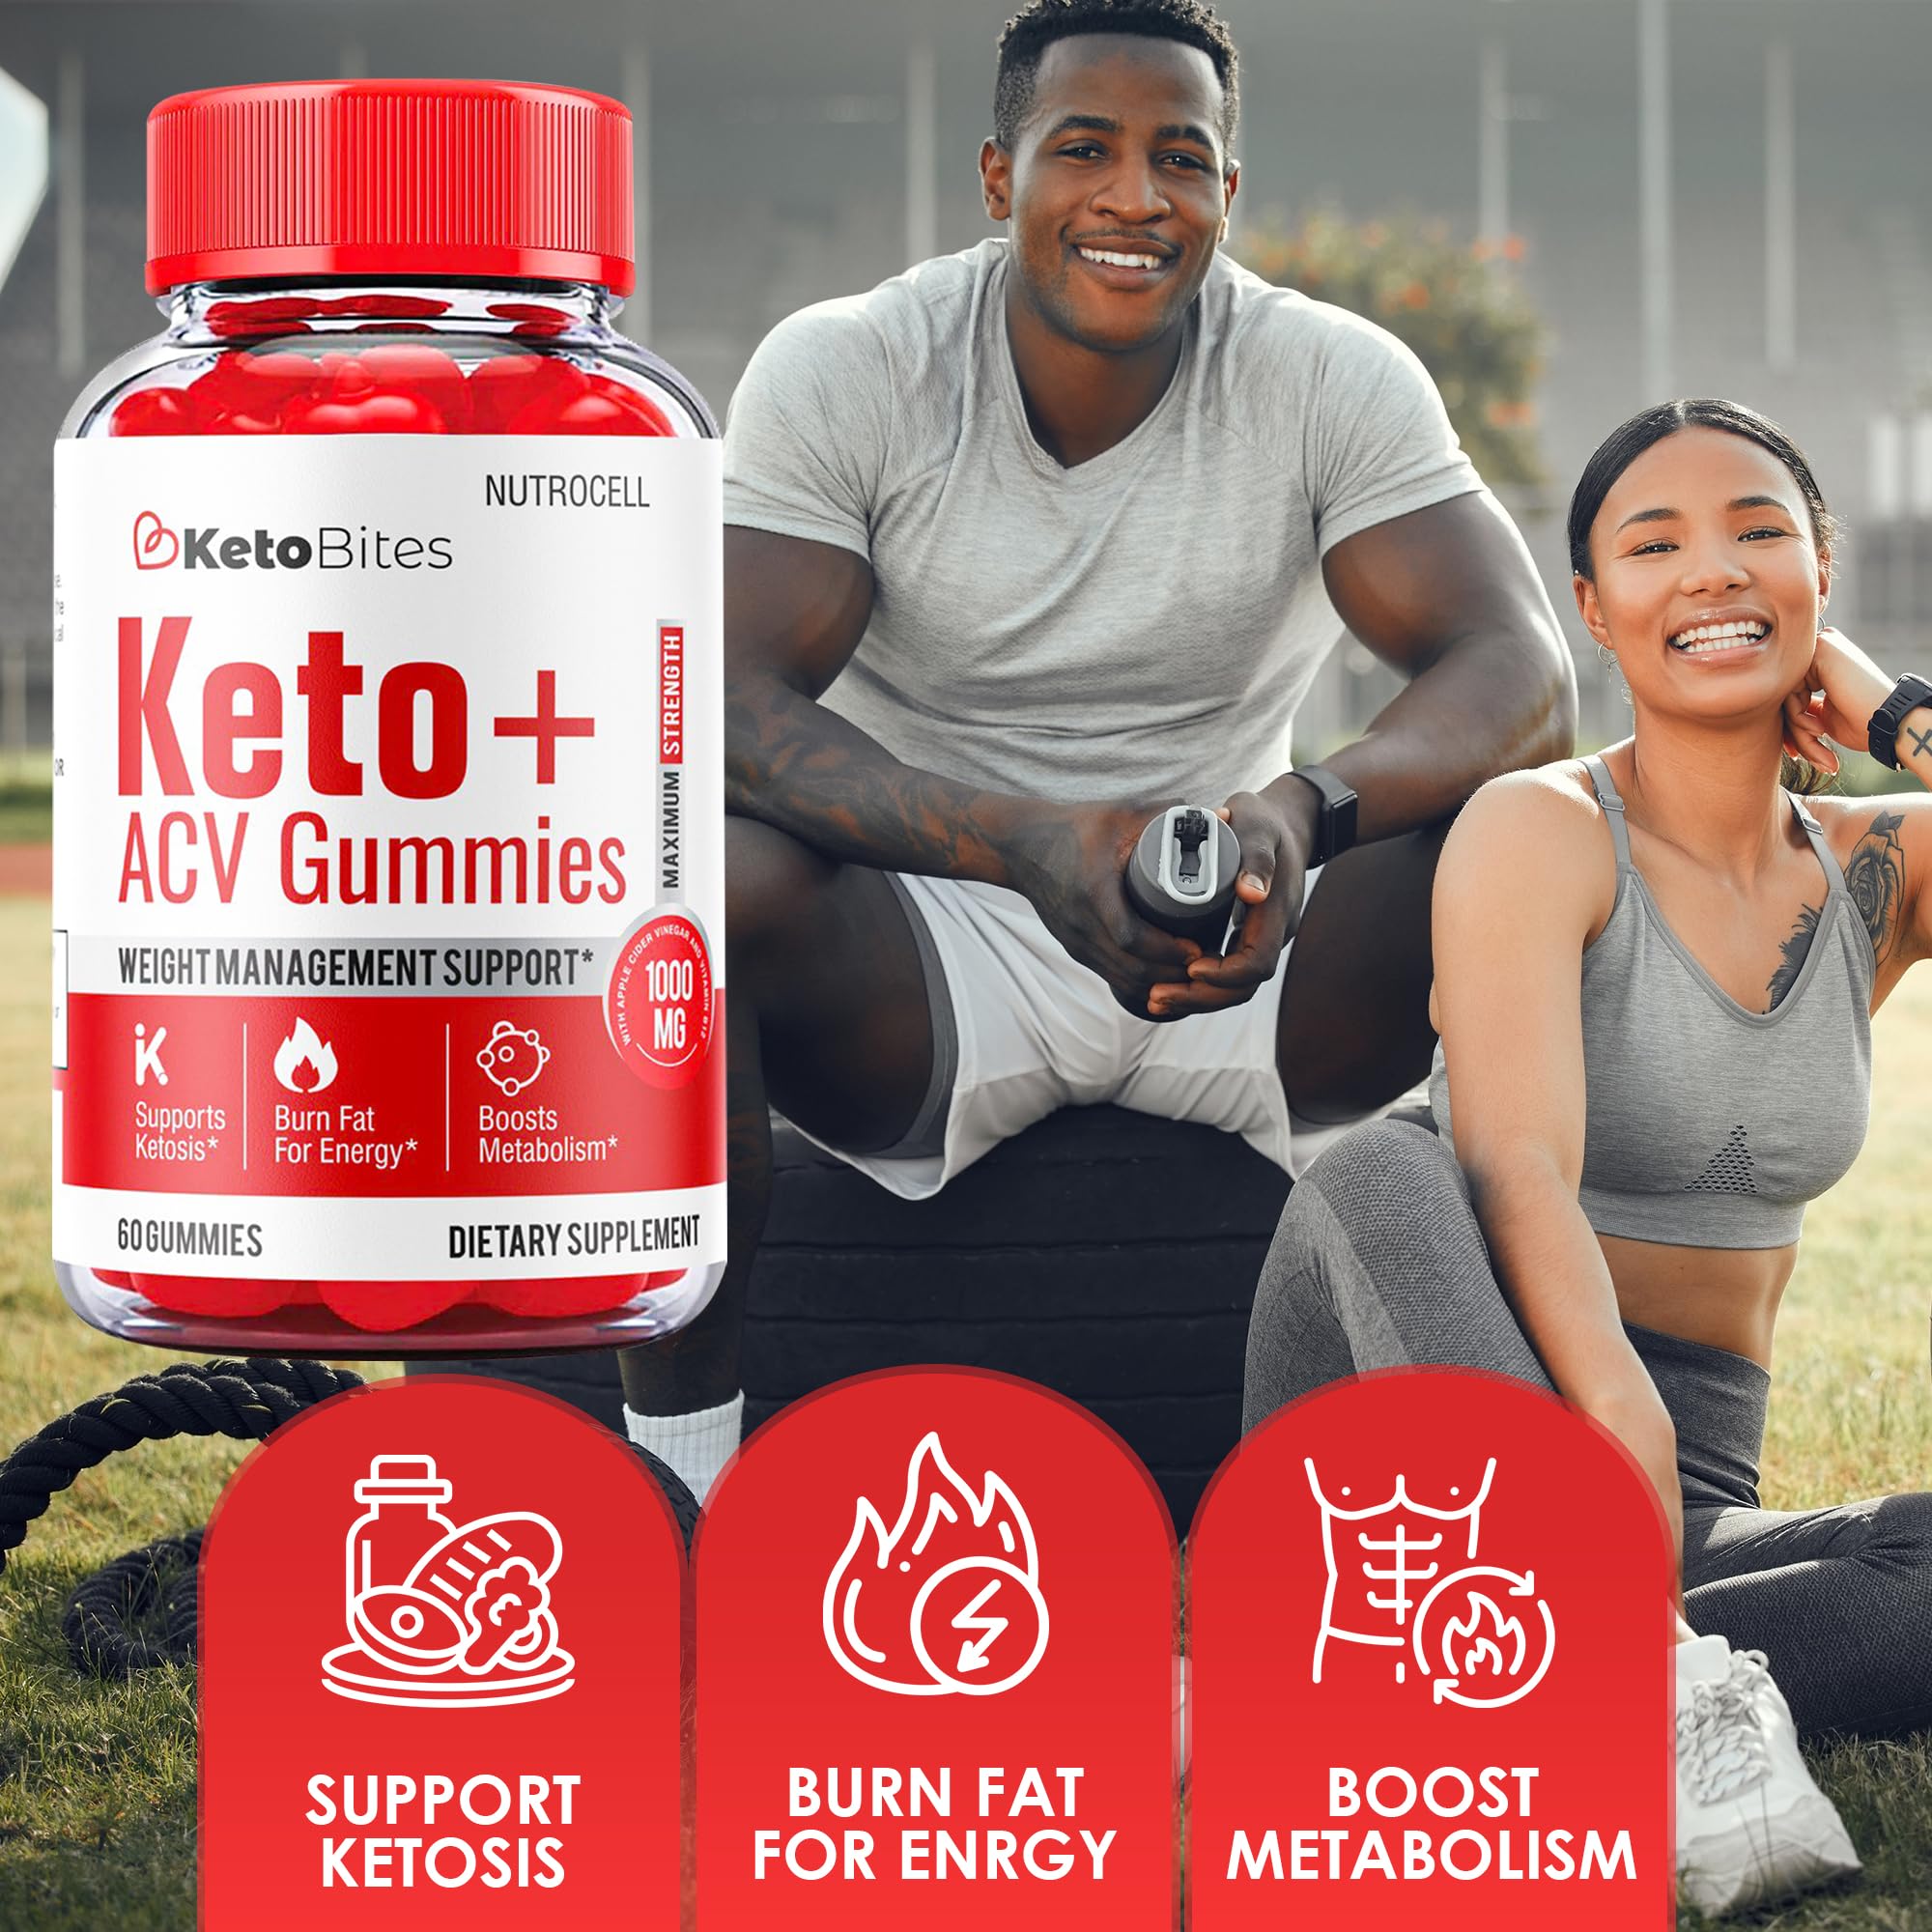 NUTROCELL
KetoBites
Keto+
ACV Gummies
MAXIMUM STRENGTH
WEIGHT MANAGEMENT SUPPORT*
WITH APPLE CIDER VINEGAR AND VITAMIN B12
1000
MG
K
Supports
Ketosis*
Burn Fat
For Energy*
Boosts
Metabolism*
60 GUMMIES
DIETARY SUPPLEMENT
SUPPORT
KETOSIS
BURN FAT
FOR ENRGY
BOOST
METABOLISM